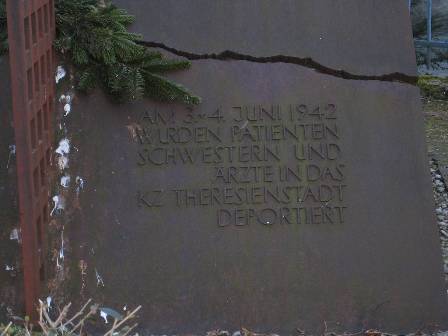 AM 3. 4. JUNI 1942
WURDEN PATIENTEN
SCHWESTERN UND
ÄRZTE IN DAS
KZ THERESIENSTADT
DEPORTIERT